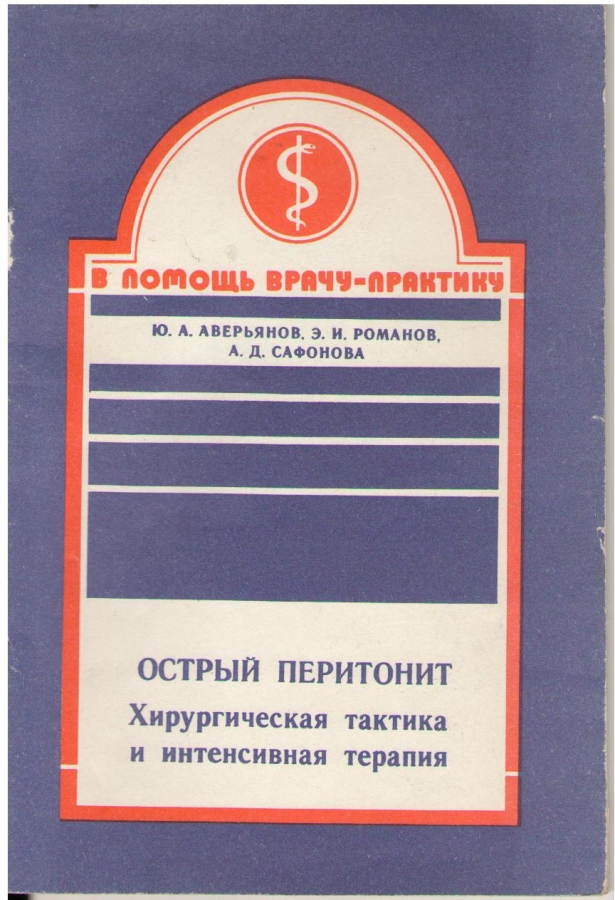 В ПОМОЩЬ ВРАЧУ-ПРАКТИКУ
Ю. А. АВЕРЬЯНОВ, Э. И. РОМАНОВ,
А. Д. САФОНОВА
ОСТРЫЙ ПЕРИТОНИТ
Хирургическая тактика
и интенсивная терапия